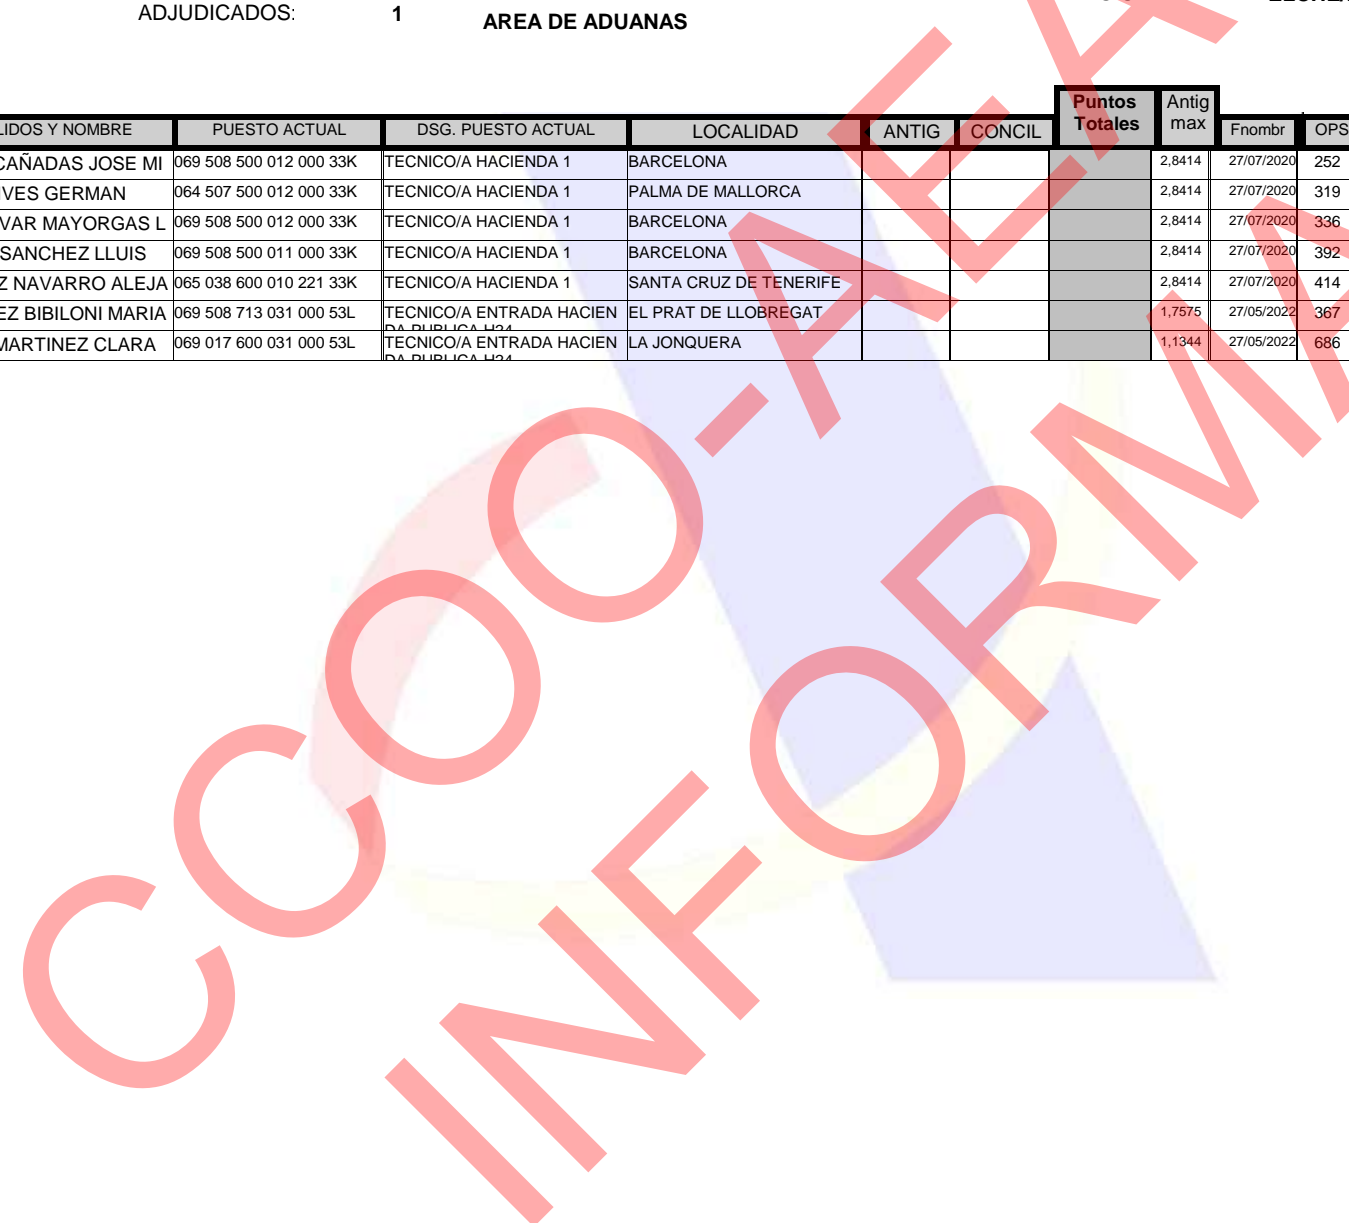 ADJUDICADOS: 1 AREA DE ADUANAS
LIDOS Y NOMBRE PUESTO ACTUAL DSG. PUESTO ACTUAL LOCALIDAD ANTIG CONCIL Puntos Totales Antig max Fnombr OPS
CAÑADAS JOSE MI 069 508 500 012 000 33K TECNICO/A HACIENDA 1 BARCELONA 2,8414 27/07/2020 252
VES GERMAN 064 507 500 012 000 33K TECNICO/A HACIENDA 1 PALMA DE MALLORCA 2,8414 27/07/2020 319
VAR MAYORGAS L 069 508 500 012 000 33K TECNICO/A HACIENDA 1 BARCELONA 2,8414 27/07/2020 336
SANCHEZ LLUIS 069 508 500 011 000 33K TECNICO/A HACIENDA 1 BARCELONA 2,8414 27/07/2020 392
Z NAVARRO ALEJA 065 038 600 010 221 33K TECNICO/A HACIENDA 1 SANTA CRUZ DE TENERIFE 2,8414 27/07/2020 414
EZ BIBILONI MARIA 069 508 713 031 000 53L TECNICO/A ENTRADA HACIEN EL PRAT DE LLOBREGAT 1,7575 27/05/2022 367
DA PUBLICA H24
MARTINEZ CLARA 069 017 600 031 000 53L TECNICO/A ENTRADA HACIEN LA JONQUERA 1,1344 27/05/2022 686
DA PUBLICA H24
CCOO-AEA
INFORMA